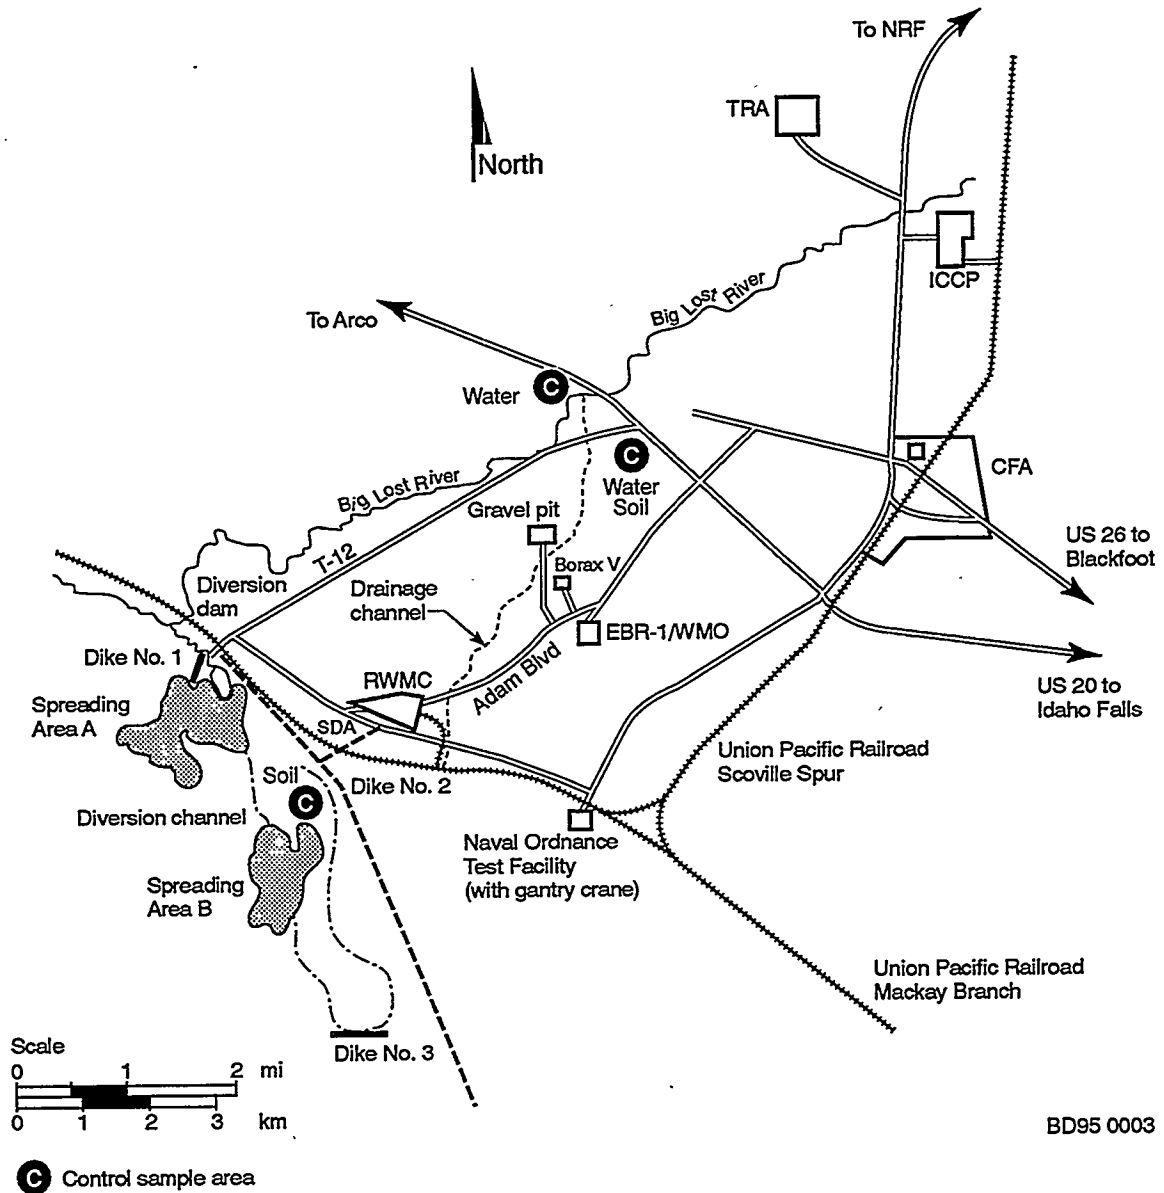 To NRF
TRA
North
ICCP
Big Lost River
To Arco
Water
C
CFA
C
Water
Soil
Big Lost River
Gravel pit
US 26 to
Blackfoot
T-12
Borax V
Diversion
dam
Drainage
channel
EBR-1/WMO
Dike No. 1
RWMC
Adam Blvd
Spreading
Area A
US 20 to
Idaho Falls
SDA
Union Pacific Railroad
Scoville Spur
Soil
Dike No. 2
C
Diversion channel
Naval Ordnance
Test Facility
(with gantry crane)
Spreading
Area B
Union Pacific Railroad
Mackay Branch
Scale
Dike No. 3
0 1 2 mi
0 1 2 3 km
BD95 0003
C Control sample area